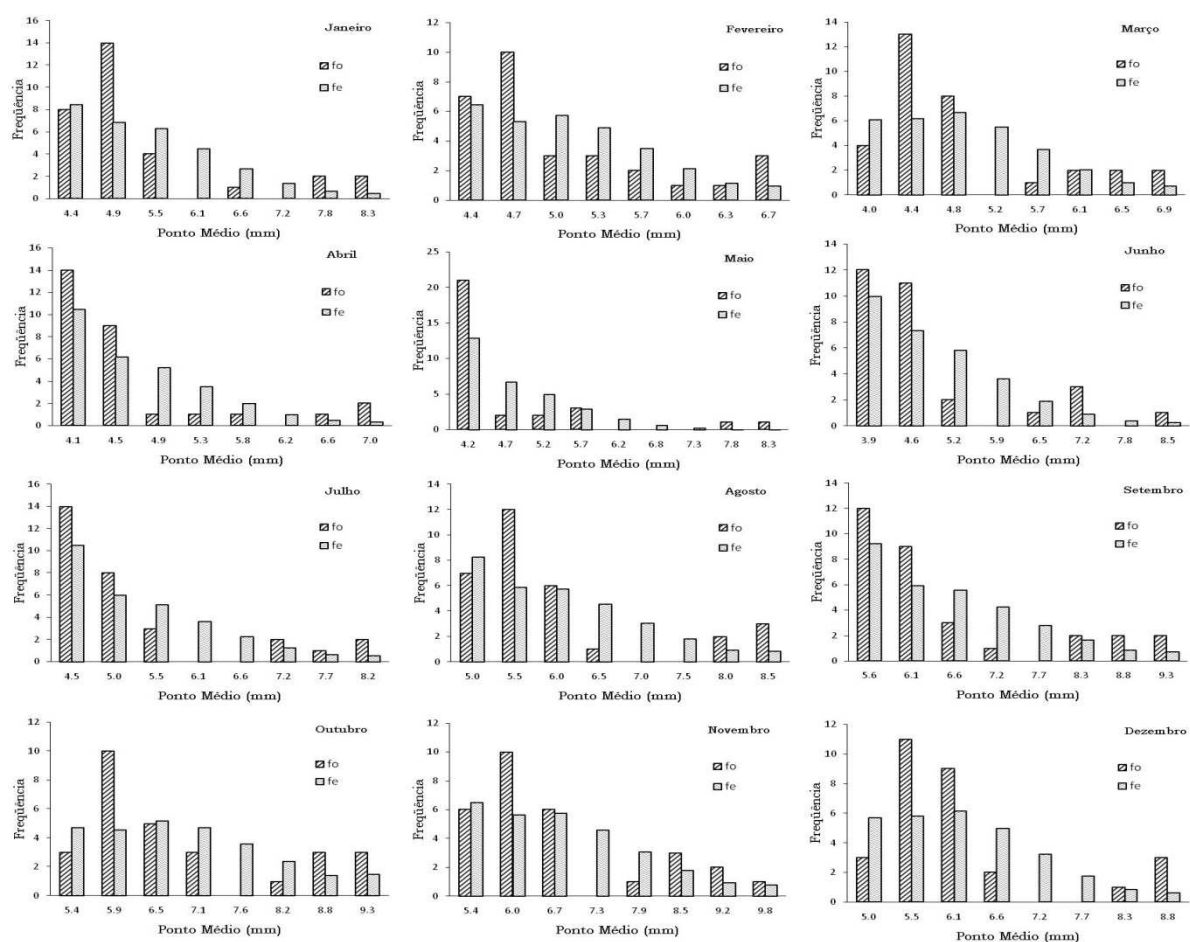 Janeiro
Freqüência
16
14
12
10
8
6
4
2
0
fo
fe
4.4 4.9 5.5 6.1 6.6 7.2 7.8 8.3
Ponto Médio (mm)
Fevereiro
Freqüência
12
10
8
6
4
2
0
fo
fe
4.4 4.7 5.0 5.3 5.7 6.0 6.3 6.7
Ponto Médio (mm)
Março
Freqüência
14
12
10
8
6
4
2
0
fo
fe
4.0 4.4 4.8 5.2 5.7 6.1 6.5 6.9
Ponto Médio (mm)
Abril
Freqüência
16
14
12
10
8
6
4
2
0
fo
fe
4.1 4.5 4.9 5.3 5.8 6.2 6.6 7.0
Ponto Médio (mm)
Maio
Freqüência
25
20
15
10
5
0
fo
fe
4.2 4.7 5.2 5.7 6.2 6.8 7.3 7.8 8.3
Ponto Médio (mm)
Junho
Freqüência
14
12
10
8
6
4
2
0
fo
fe
3.9 4.6 5.2 5.9 6.5 7.2 7.8 8.5
Ponto Médio (mm)
Julho
Freqüência
16
14
12
10
8
6
4
2
0
fo
fe
4.5 5.0 5.5 6.1 6.6 7.2 7.7 8.2
Ponto Médio (mm)
Agosto
Freqüência
14
12
10
8
6
4
2
0
fo
fe
5.0 5.5 6.0 6.5 7.0 7.5 8.0 8.5
Ponto Médio (mm)
Setembro
Freqüência
14
12
10
8
6
4
2
0
fo
fe
5.6 6.1 6.6 7.2 7.7 8.3 8.8 9.3
Ponto Médio (mm)
Outubro
Freqüência
12
10
8
6
4
2
0
fo
fe
5.4 5.9 6.5 7.1 7.6 8.2 8.8 9.3
Ponto Médio (mm)
Novembro
Freqüência
12
10
8
6
4
2
0
fo
fe
5.4 6.0 6.7 7.3 7.9 8.5 9.2 9.8
Ponto Médio (mm)
Dezembro
Freqüência
12
10
8
6
4
2
0
fo
fe
5.0 5.5 6.1 6.6 7.2 7.7 8.3 8.8
Ponto Médio (mm)